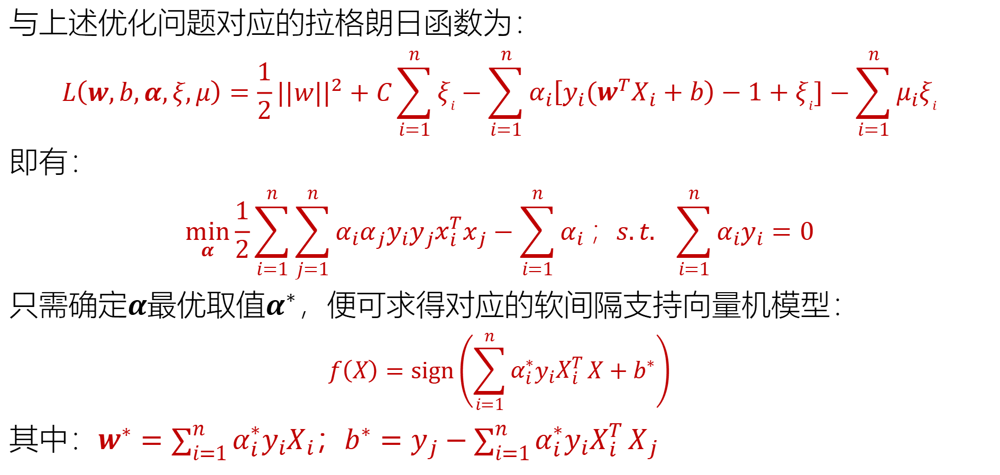 与上述优化问题对应的拉格朗日函数为：
$L(\boldsymbol{w}, b, \boldsymbol{\alpha}, \xi, \mu) = \frac{1}{2}||w||^2 + C\sum_{i=1}^{n} \xi_i - \sum_{i=1}^{n} \alpha_i[y_i(\boldsymbol{w}^T X_i + b) - 1 + \xi_i] - \sum_{i=1}^{n} \mu_i \xi_i$
即有：
$\min_{\boldsymbol{\alpha}} \frac{1}{2}\sum_{i=1}^{n}\sum_{j=1}^{n} \alpha_i \alpha_j y_i y_j x_i^T x_j - \sum_{i=1}^{n} \alpha_i ; \; s.t. \; \sum_{i=1}^{n} \alpha_i y_i = 0$
只需确定$\boldsymbol{\alpha}$最优取值$\boldsymbol{\alpha}^*$，便可求得对应的软间隔支持向量机模型：
$f(X) = \text{sign}\left(\sum_{i=1}^{n} \alpha_i^* y_i X_i^T X + b^*\right)$
其中：$\boldsymbol{w}^* = \sum_{i=1}^{n} \alpha_i^* y_i X_i; \; b^* = y_j - \sum_{i=1}^{n} \alpha_i^* y_i X_i^T X_j$